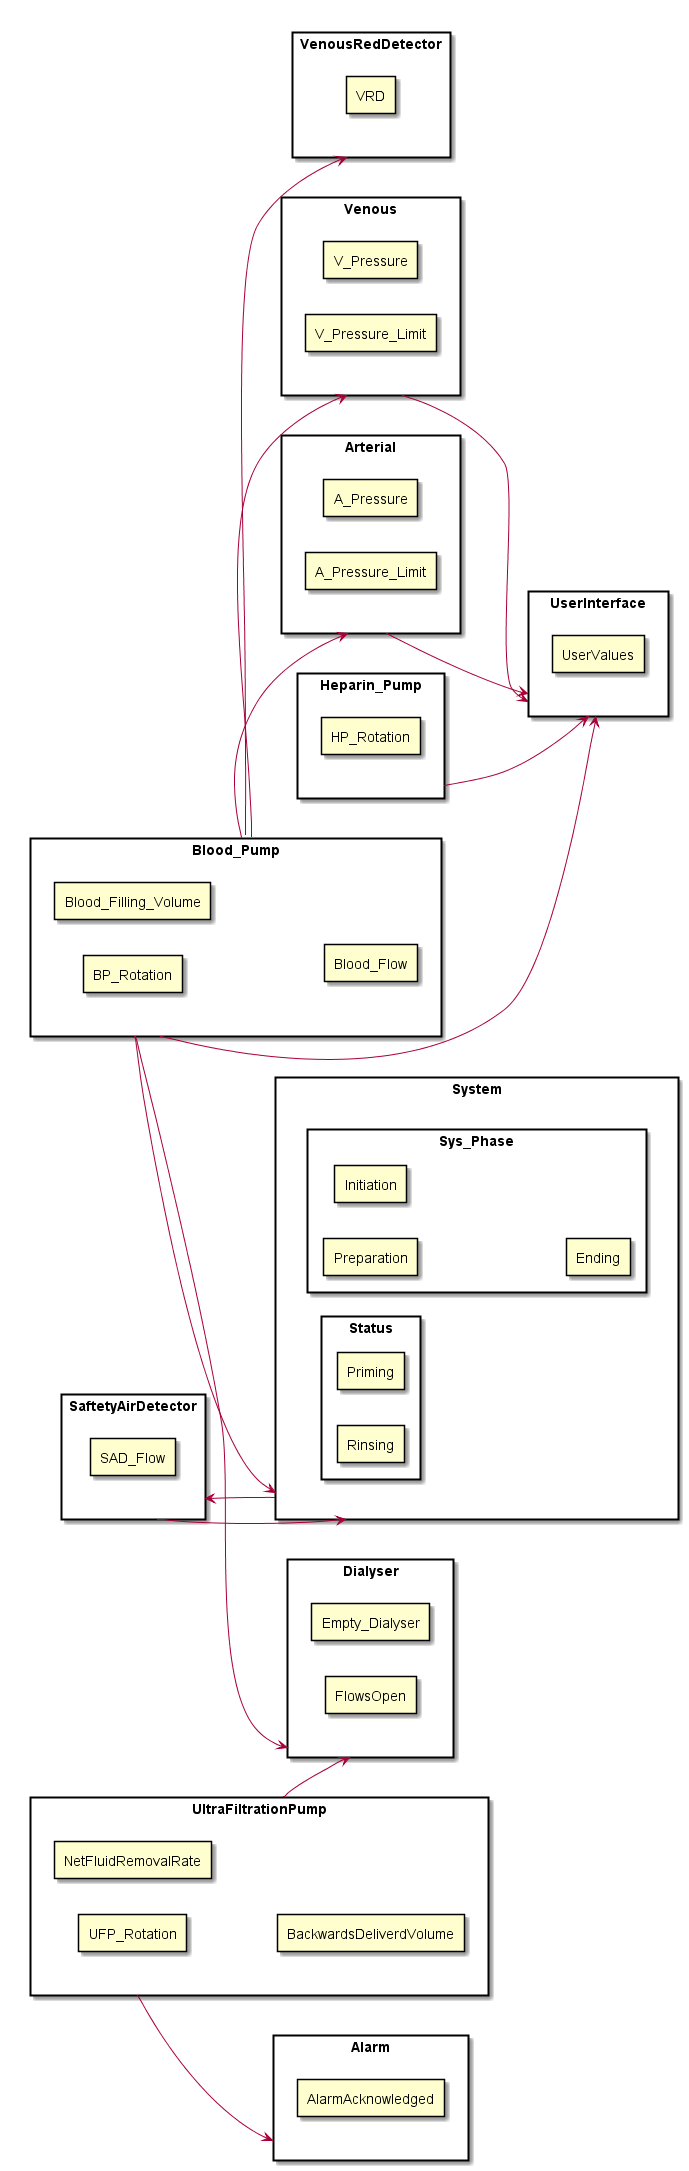 VenousRedDetector
VRD
Venous
V_Pressure
V_Pressure_Limit
Arterial
A_Pressure
A_Pressure_Limit
UserInterface
UserValues
Heparin_Pump
HP_Rotation
Blood_Pump
Blood_Filling_Volume
BP_Rotation
Blood_Flow
System
Sys_Phase
Initiation
Preparation
Ending
Status
Priming
Rinsing
SaftetyAirDetector
SAD_Flow
Dialyser
Empty_Dialyser
FlowsOpen
UltraFiltrationPump
NetFluidRemovalRate
UFP_Rotation
BackwardsDeliverdVolume
Alarm
AlarmAcknowledged